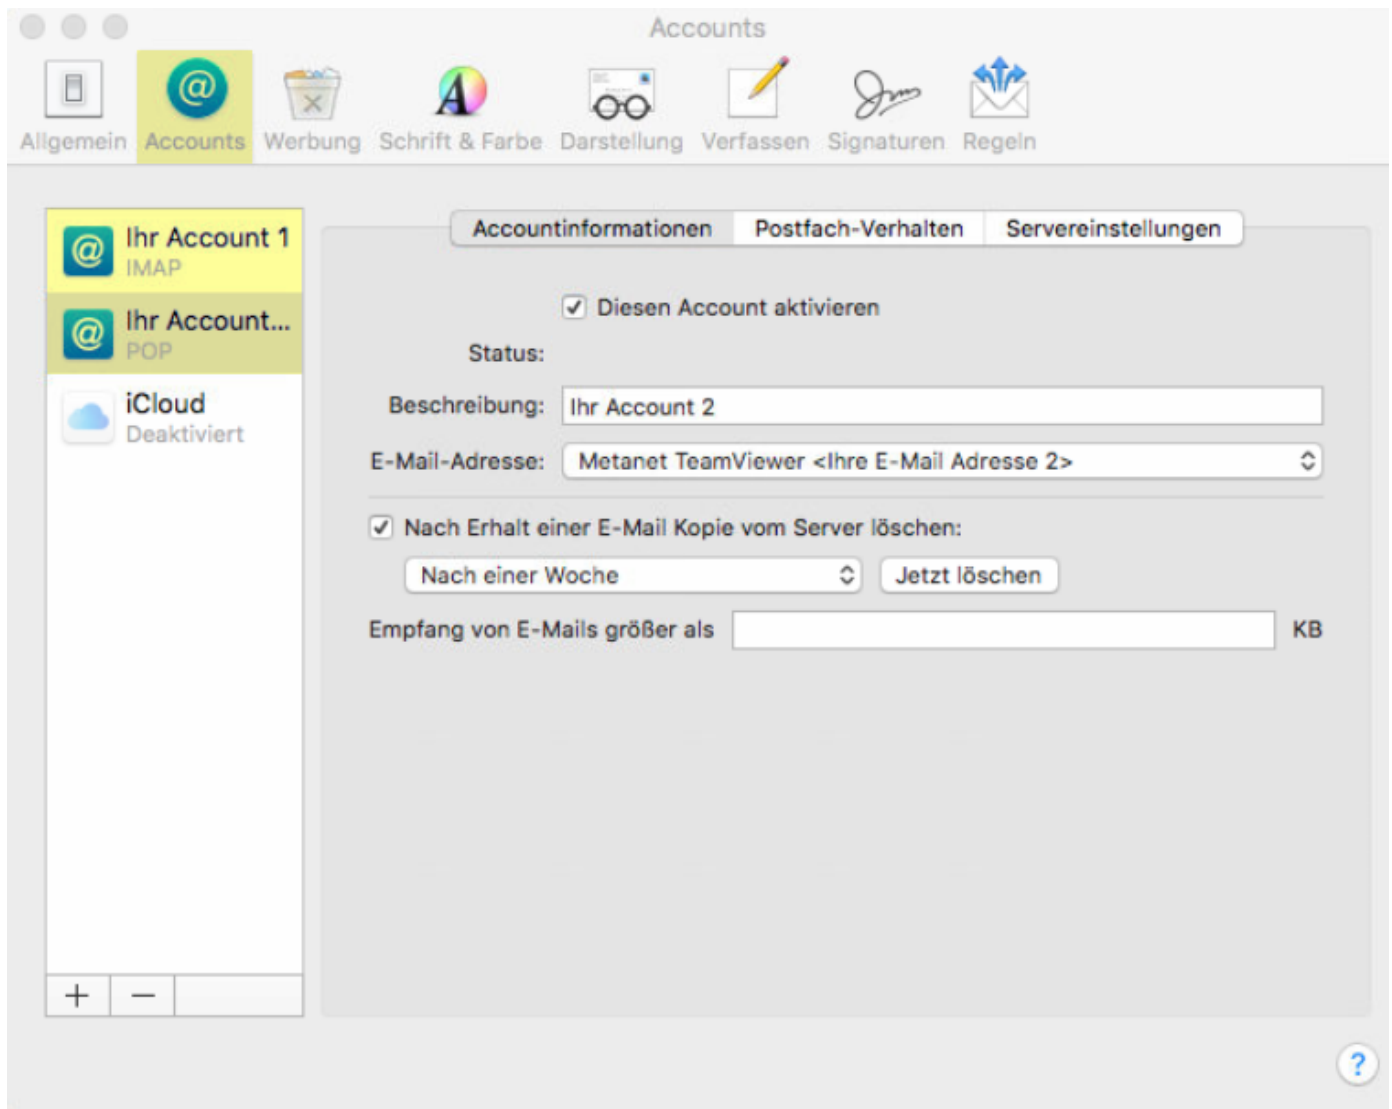 Accounts
Allgemein Accounts Werbung Schrift & Farbe Darstellung Verfassen Signaturen Regeln
Ihr Account 1
IMAP
Ihr Account...
POP
iCloud
Deaktiviert
Accountinformationen Postfach-Verhalten Servereinstellungen
Diesen Account aktivieren
Status:
Beschreibung: Ihr Account 2
E-Mail-Adresse: Metanet TeamViewer <Ihre E-Mail Adresse 2>
Nach Erhalt einer E-Mail Kopie vom Server löschen:
Nach einer Woche Jetzt löschen
Empfang von E-Mails größer als KB
+ −
?